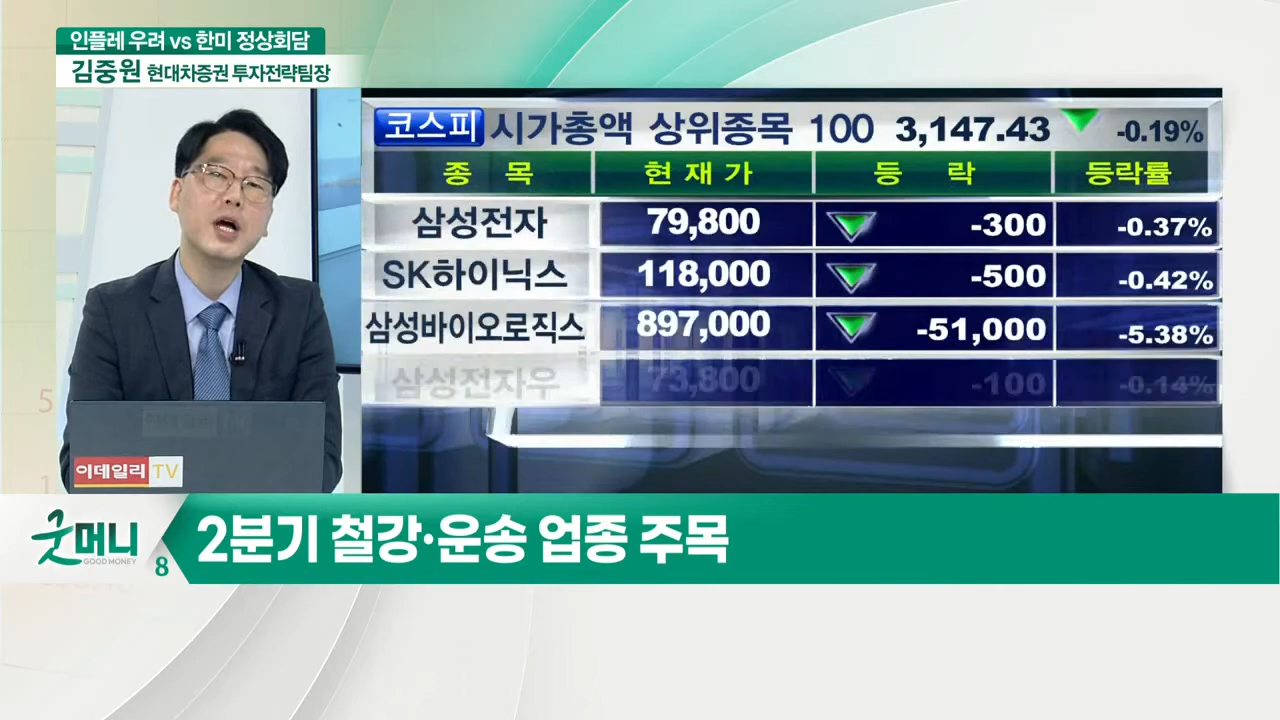 인플레 우려 vs 한미 정상회담
김중원 현대차증권 투자전략팀장
코스피 시가총액 상위종목 100 3,147.43 -0.19%
종 목 현 재 가 등 락 등락률
삼성전자 79,800 -300 -0.37%
SK하이닉스 118,000 -500 -0.42%
삼성바이오로직스 897,000 -51,000 -5.38%
삼성전자우 73,800 -100 -0.14%
이데일리 TV
굿머니 GOOD MONEY 8
2분기 철강·운송 업종 주목
5
1